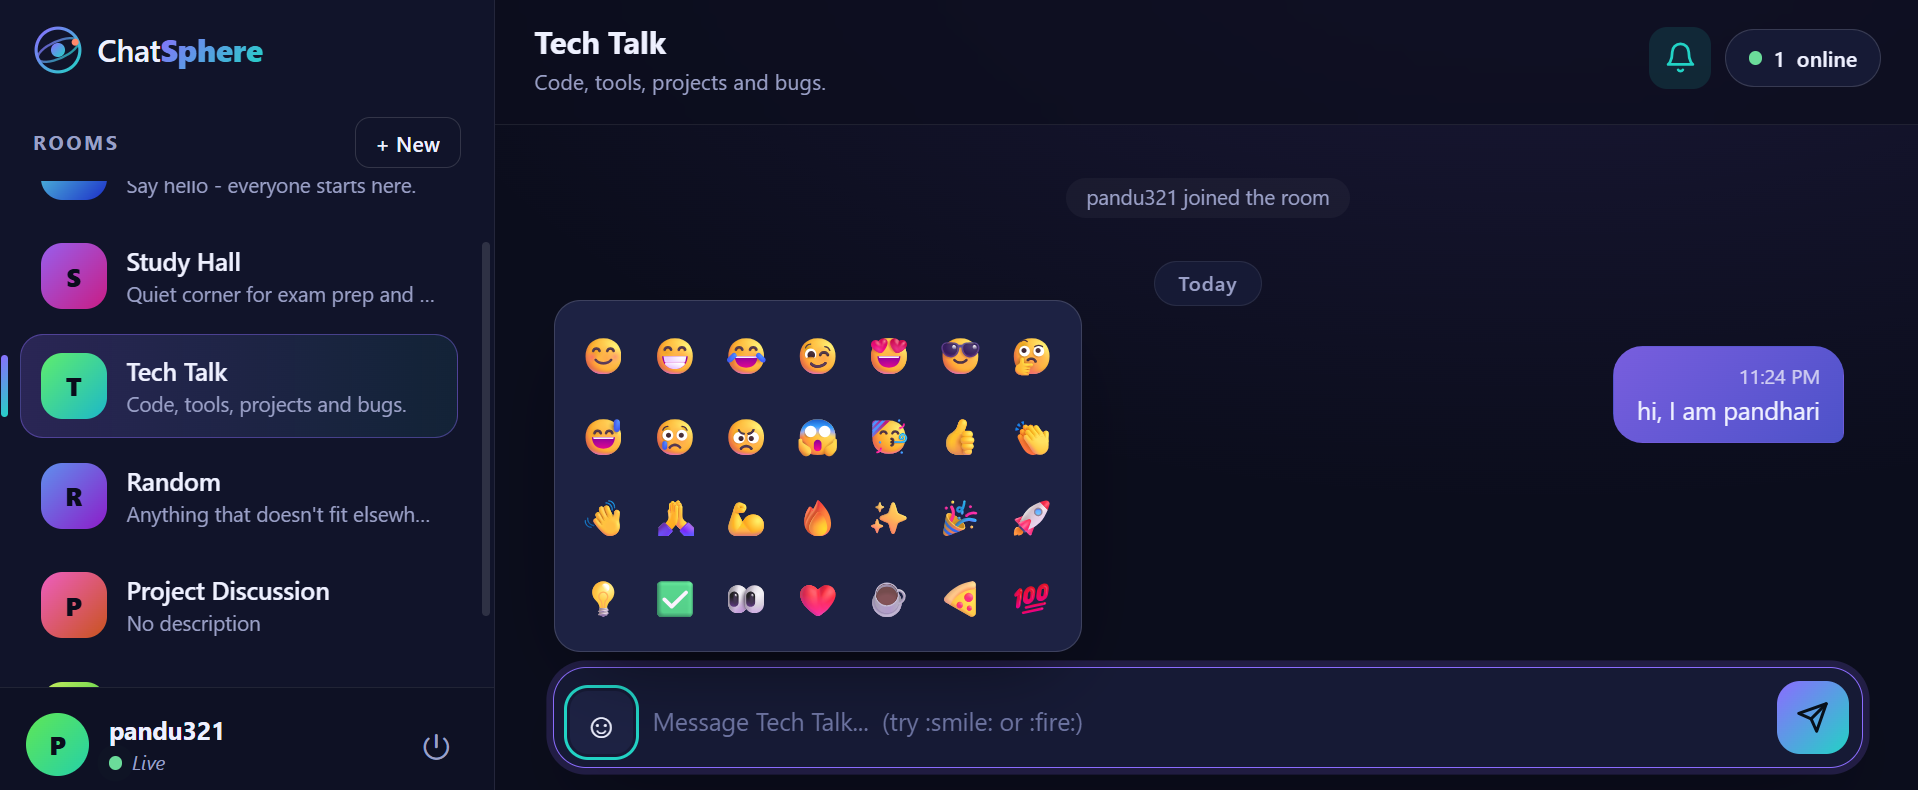 ChatSphere
ROOMS
+ New
Say hello - everyone starts here.
S
Study Hall
Quiet corner for exam prep and ...
T
Tech Talk
Code, tools, projects and bugs.
R
Random
Anything that doesn't fit elsewh...
P
Project Discussion
No description
P
pandu321
Live
Tech Talk
Code, tools, projects and bugs.
1 online
pandu321 joined the room
Today
11:24 PM
hi, I am pandhari
💯
Message Tech Talk... (try :smile: or :fire:)